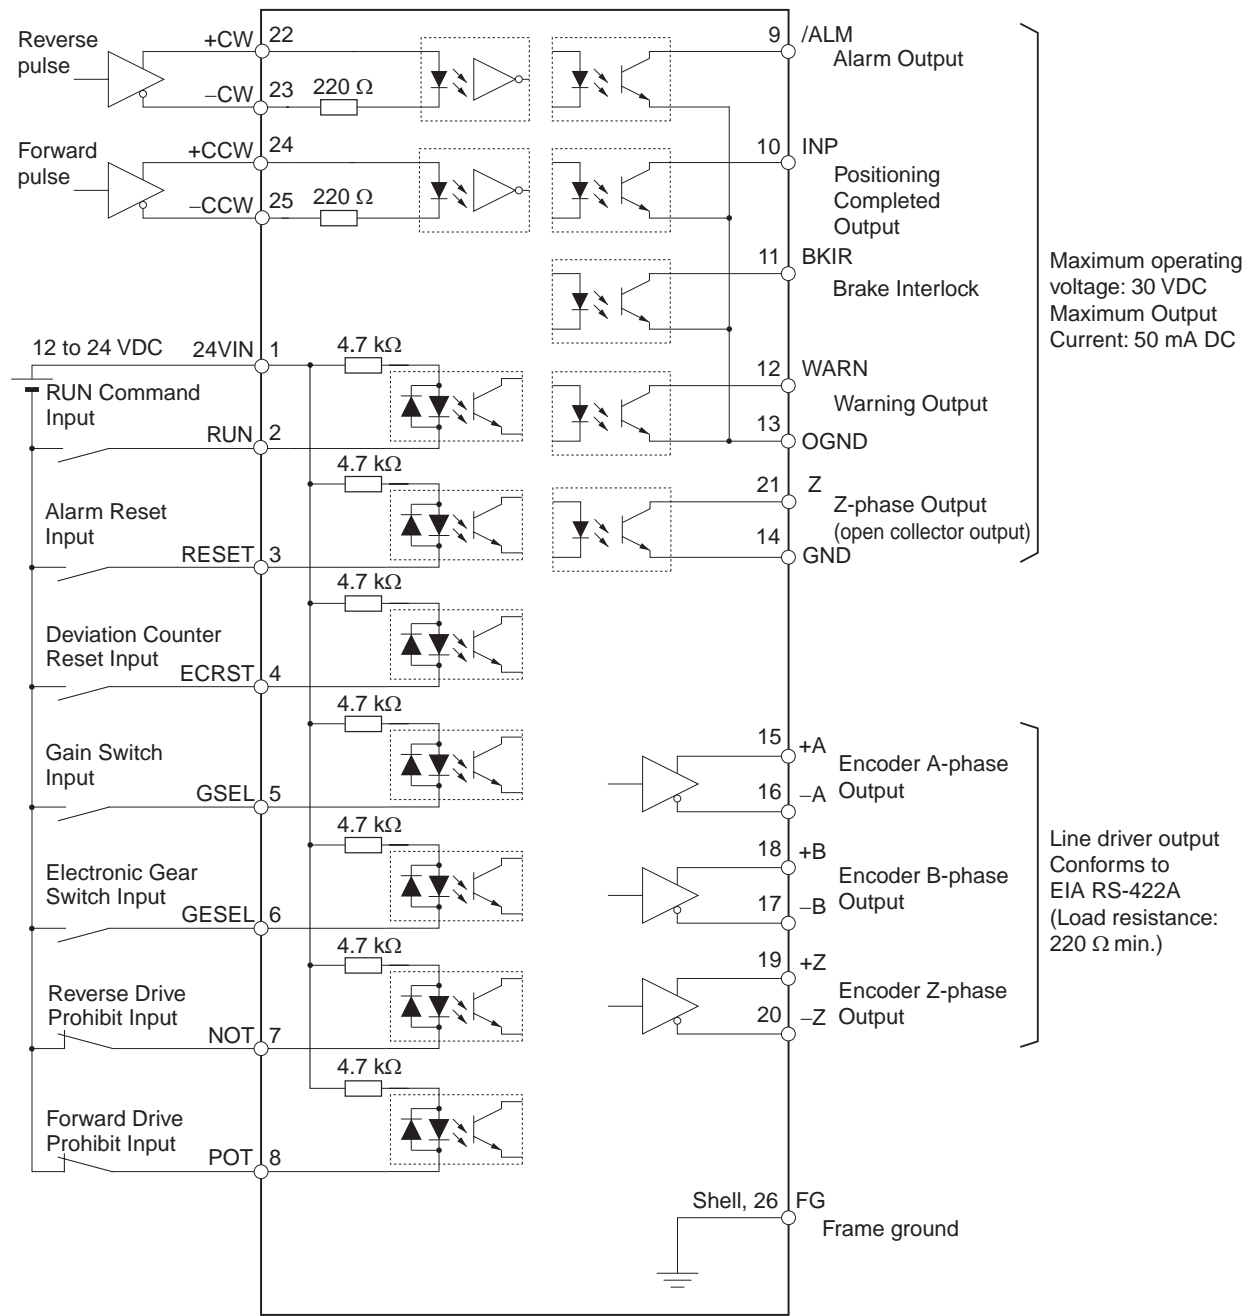 Reverse
pulse
+CW
22
−CW
23
220 Ω
Forward
pulse
+CCW
24
−CCW
25
220 Ω
12 to 24 VDC
24VIN
1
4.7 kΩ
RUN Command
Input
RUN
2
4.7 kΩ
Alarm Reset
Input
RESET
3
4.7 kΩ
Deviation Counter
Reset Input
ECRST
4
4.7 kΩ
Gain Switch
Input
GSEL
5
4.7 kΩ
Electronic Gear
Switch Input
GESEL
6
4.7 kΩ
Reverse Drive
Prohibit Input
NOT
7
4.7 kΩ
Forward Drive
Prohibit Input
POT
8
9
/ALM
Alarm Output
10
INP
Positioning
Completed
Output
11
BKIR
Brake Interlock
12
WARN
Warning Output
13
OGND
21
Z
Z-phase Output
(open collector output)
14
GND
Maximum operating
voltage: 30 VDC
Maximum Output
Current: 50 mA DC
15
+A
Encoder A-phase
Output
16
−A
18
+B
Encoder B-phase
Output
17
−B
19
+Z
Encoder Z-phase
Output
20
−Z
Line driver output
Conforms to
EIA RS-422A
(Load resistance:
220 Ω min.)
Shell, 26
FG
Frame ground